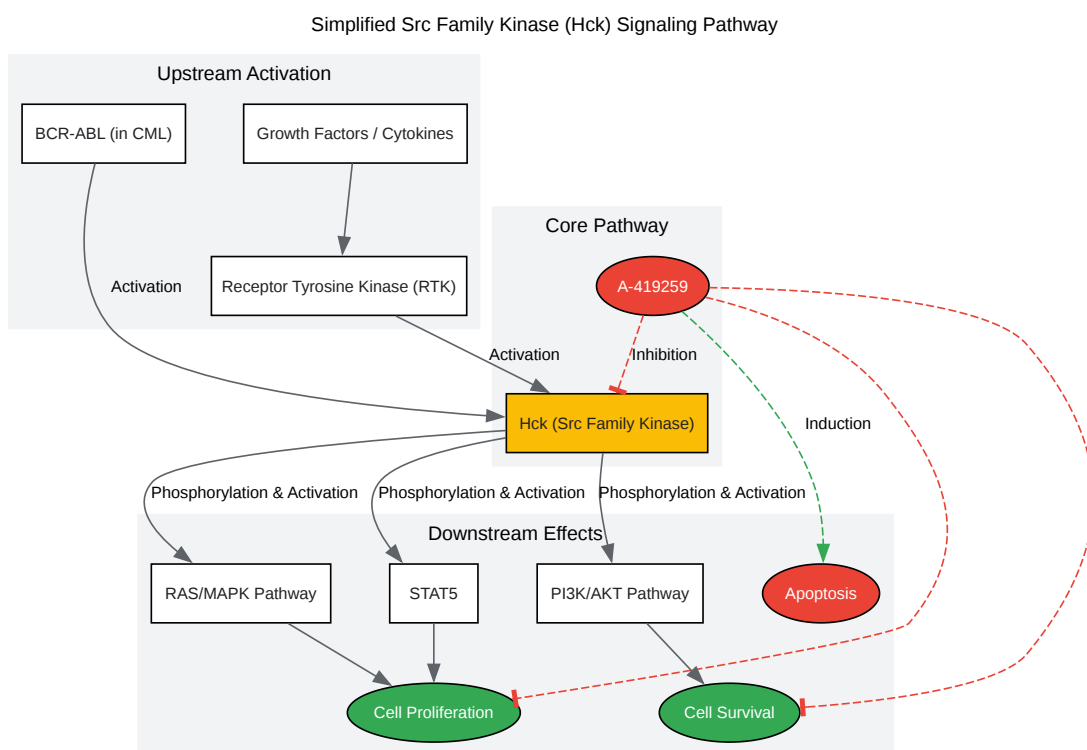 Simplified Src Family Kinase (Hck) Signaling Pathway
Upstream Activation
BCR-ABL (in CML)
Growth Factors / Cytokines
Core Pathway
Receptor Tyrosine Kinase (RTK)
A-419259
Activation
Activation
Inhibition
Hck (Src Family Kinase)
Induction
Phosphorylation & Activation
Phosphorylation & Activation
Phosphorylation & Activation
Downstream Effects
RAS/MAPK Pathway
STAT5
PI3K/AKT Pathway
Apoptosis
Cell Proliferation
Cell Survival